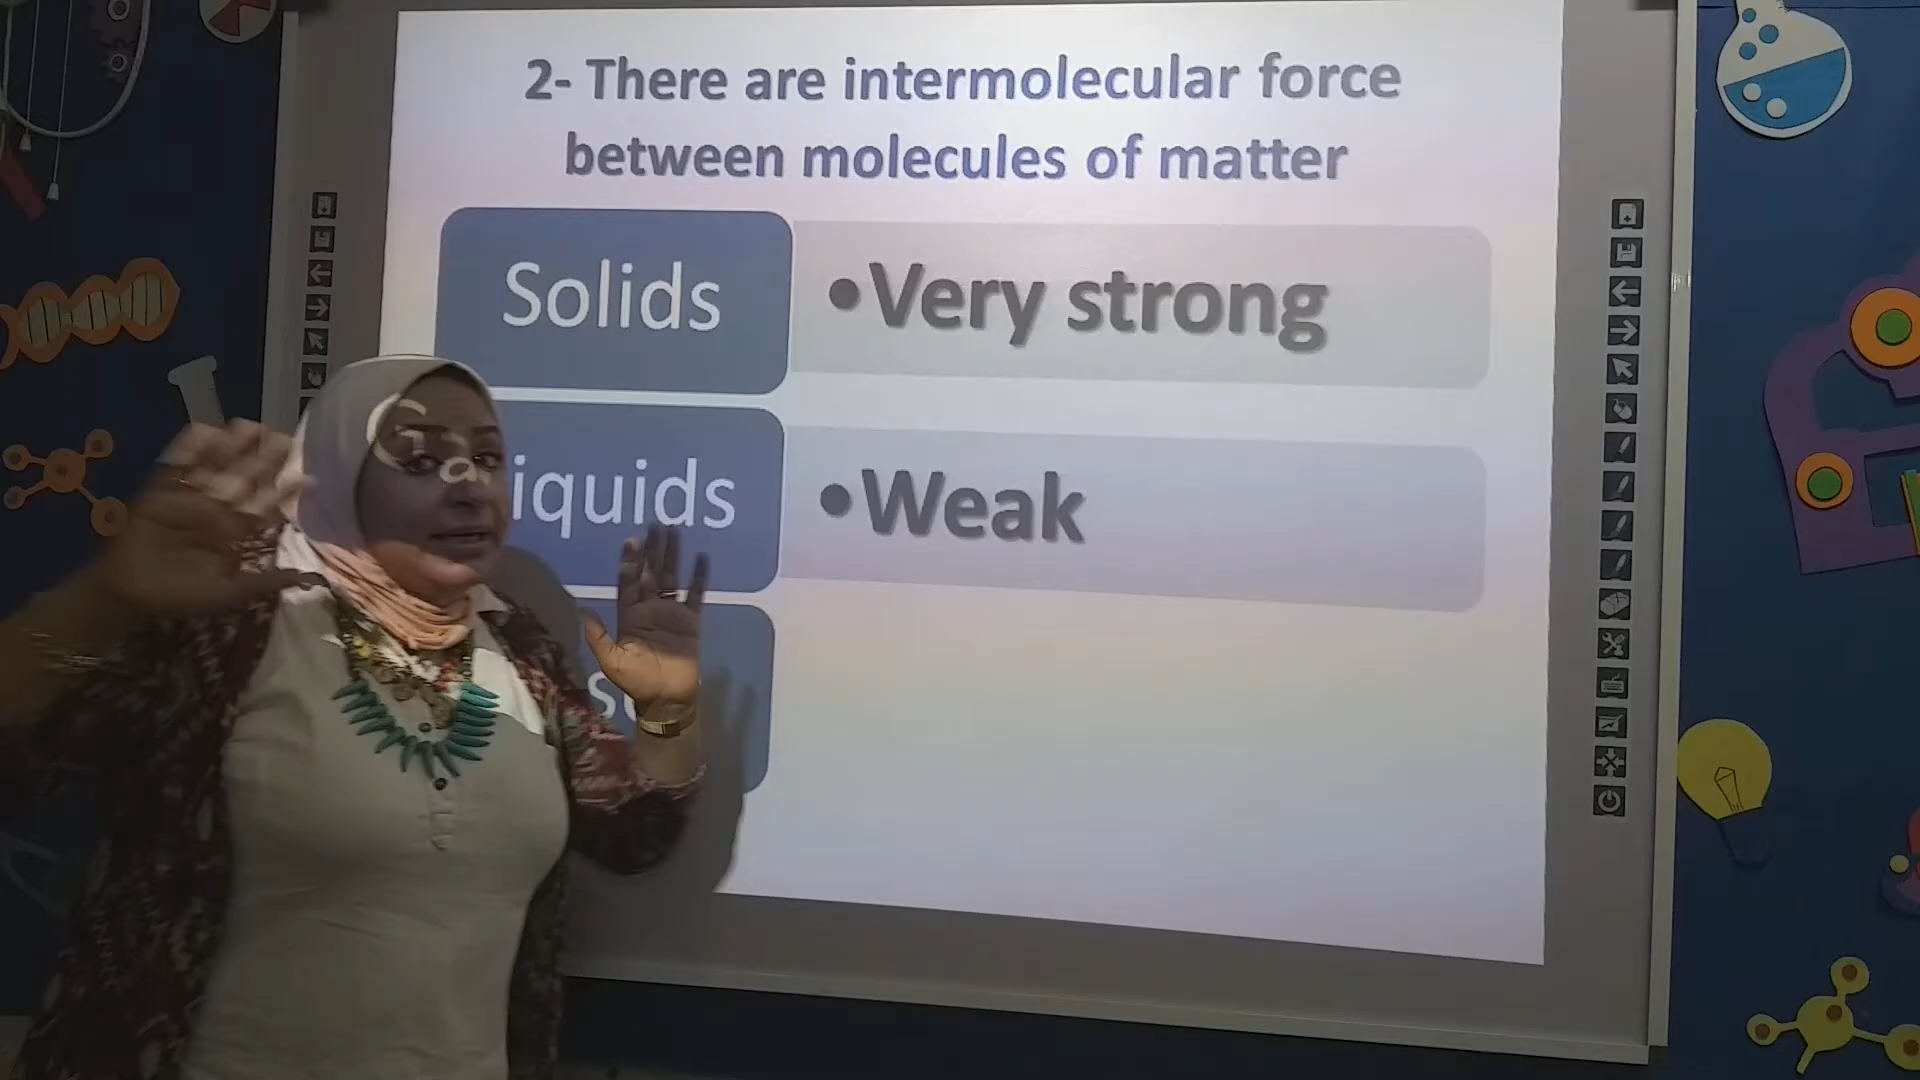 2- There are intermolecular force
between molecules of matter
Solids
•Very strong
iquids
•Weak